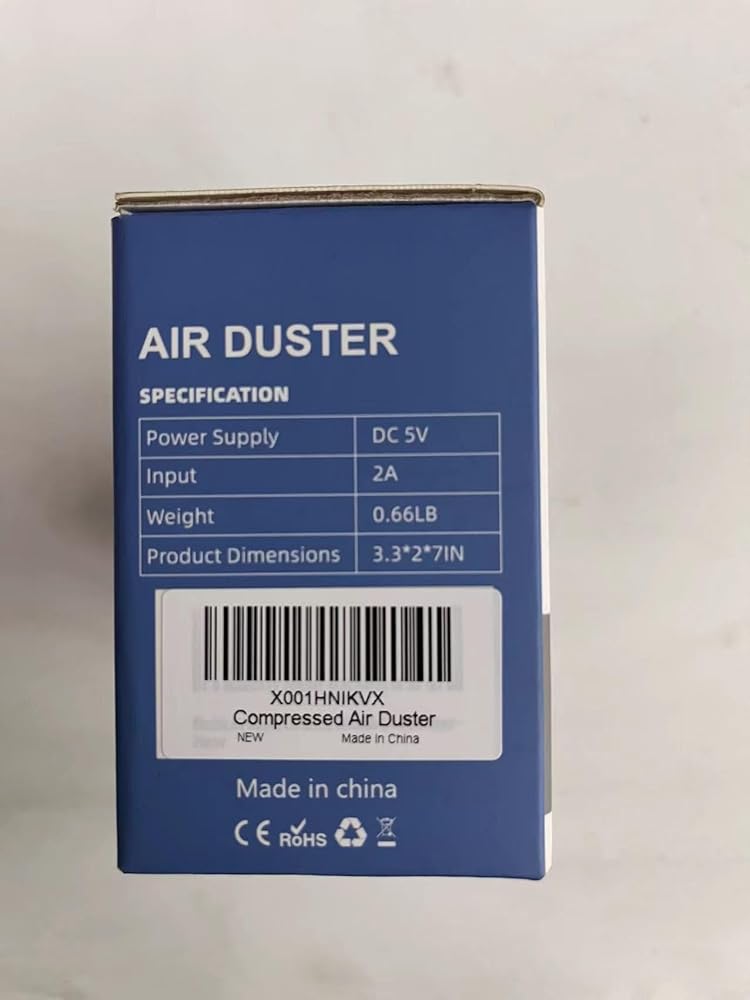 AIR DUSTER
SPECIFICATION
Power Supply DC 5V
Input 2A
Weight 0.66LB
Product Dimensions 3.3*2*7IN
X001HNIKVX
Compressed Air Duster
NEW Made in China
Made in china
CE RoHS